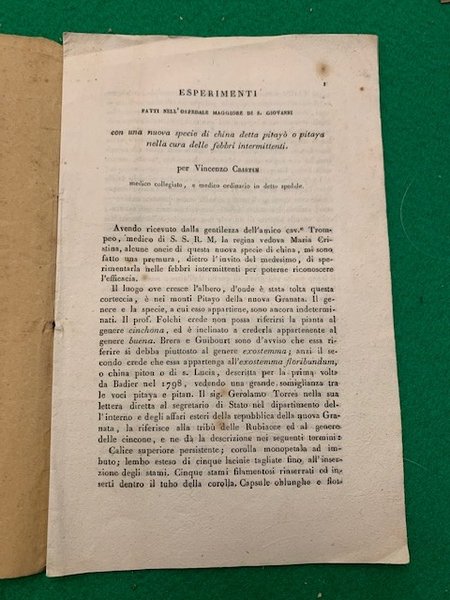 1
ESPERIMENTI
FATTI NELL'OSPEDALE MAGGIORE DI S. GIOVANNI
con una nuova specie di china detta pitayò o pitaya
nella cura delle febbri intermittenti.
per Vincenzo
medico collegiato, e medico ordinario in detto spedale.
Avendo ricevuto dalla gentilezza dell'amico cav.e Trom-
peo, medico di S. S. R. M. la regina vedova Maria Cri-
stina, alcune oncie di questa nuova specie di china, mi sono
fatto una premura, dietro l'invito del medesimo, di spe-
rimentarla nelle febbri intermittenti per poterne riconoscere
l'efficacia.
Il luogo ove cresce l'albero, d'onde è stata tolta questa
corteccia, è nei monti Pitayo della nuova Granata. Il ge-
nere e la specie, a cui esso appartiene, sono ancora indetermi-
nati. Il prof. Folchi crede non possa riferirsi la pianta al
genere cinchona, ed è inclinato a crederla appartenente al
genere buena. Brera e Guibourt sono d'avviso che essa rife-
rire si debba piuttosto al genere exostemma; anzi il se-
condo crede che essa appartenga all'exostemma floribundum,
o china piton o di s. Lucia, descritta per la prima volta
da Badier nel 1798, vedendo una grande somiglianza tra
le voci pitaya e pitan. Il sig. Gerolamo Torres nella sua
lettera diretta al segretario di Stato nel dipartimento del-
l'interno e degli affari esteri della repubblica della nuova Gra-
nata, la riferisce alla tribù delle Rubiacee ed al genere
delle cincone, e ne dà la descrizione nei seguenti termini:
Calice superiore persistente; corolla monopetala ad im-
buto; lembo esteso di cinque lacinie tagliate fino all'inser-
zione degli stami. Cinque stami filamentosi rinserrati ed in-
serti dentro il tubo della corolla. Capsule oblunghe e